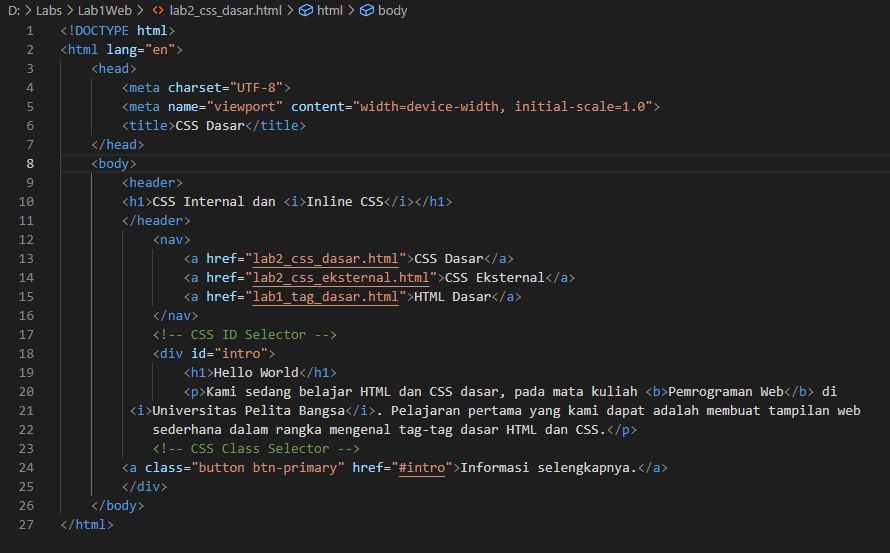 D: > Labs > Lab1Web > <> lab2_css_dasar.html > html > body
1 <!DOCTYPE html>
2 <html lang="en">
3 <head>
4 <meta charset="UTF-8">
5 <meta name="viewport" content="width=device-width, initial-scale=1.0">
6 <title>CSS Dasar</title>
7 </head>
8 <body>
9 <header>
10 <h1>CSS Internal dan <i>Inline CSS</i></h1>
11 </header>
12 <nav>
13 <a href="lab2_css_dasar.html">CSS Dasar</a>
14 <a href="lab2_css_eksternal.html">CSS Eksternal</a>
15 <a href="lab1_tag_dasar.html">HTML Dasar</a>
16 </nav>
17 <!-- CSS ID Selector -->
18 <div id="intro">
19 <h1>Hello World</h1>
20 <p>Kami sedang belajar HTML dan CSS dasar, pada mata kuliah <b>Pemrograman Web</b> di
21 <i>Universitas Pelita Bangsa</i>. Pelajaran pertama yang kami dapat adalah membuat tampilan web
22 sederhana dalam rangka mengenal tag-tag dasar HTML dan CSS.</p>
23 <!-- CSS Class Selector -->
24 <a class="button btn-primary" href="#intro">Informasi selengkapnya.</a>
25 </div>
26 </body>
27 </html>